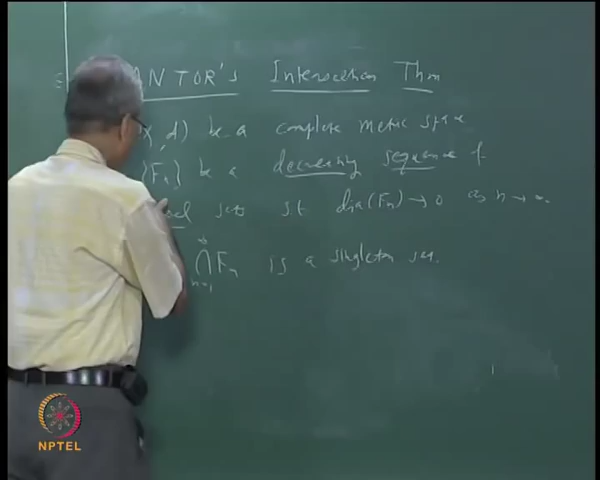 ANTOR's Intersection Thm
X, d) be a complete metric space
{Fn} be a decreasing sequence of
sets st dia(Fn) → 0 as n → ∞.
∞⋂n=1 Fn is a singleton set.
NPTEL